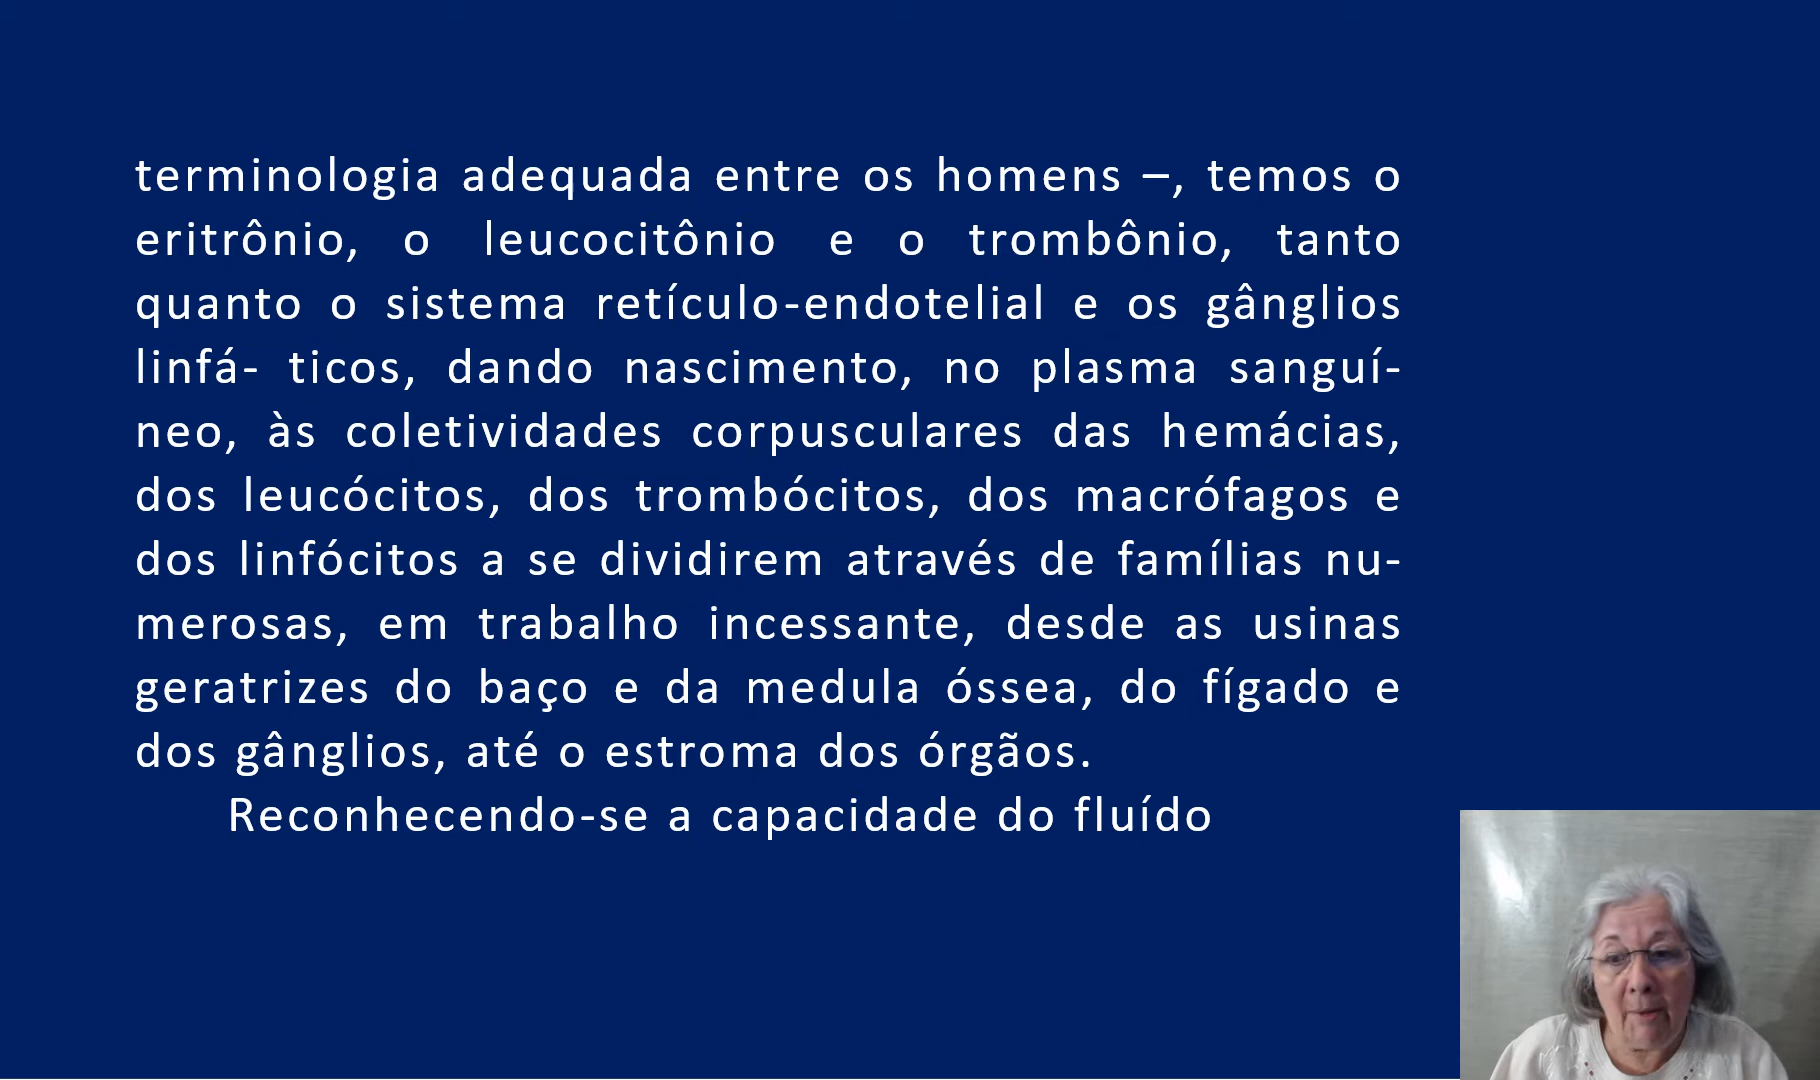 terminologia adequada entre os homens –, temos o
eritrônio, o leucocitônio e o trombônio, tanto
quanto o sistema retículo-endotelial e os gânglios
linfá- ticos, dando nascimento, no plasma sanguí-
neo, às coletividades corpusculares das hemácias,
dos leucócitos, dos trombócitos, dos macrófagos e
dos linfócitos a se dividirem através de famílias nu-
merosas, em trabalho incessante, desde as usinas
geratrizes do baço e da medula óssea, do fígado e
dos gânglios, até o estroma dos órgãos.
Reconhecendo-se a capacidade do fluído